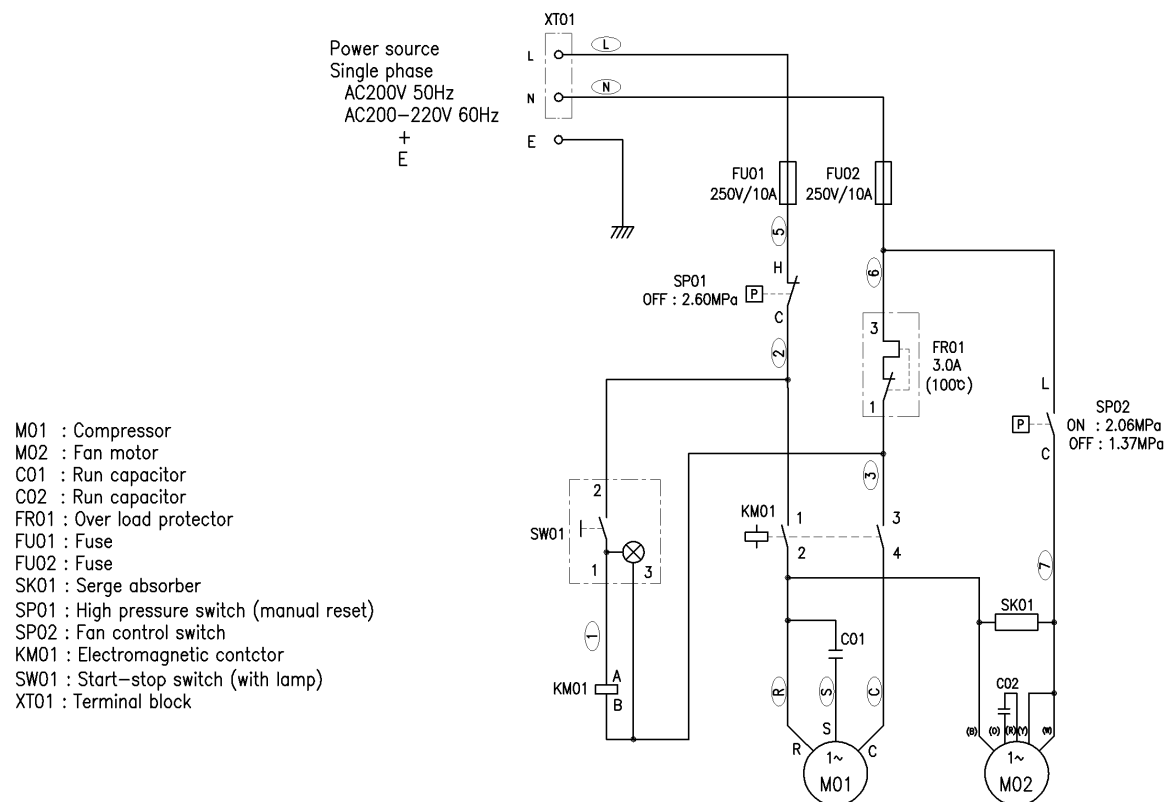 XT01
Power source
Single phase
AC200V 50Hz
AC200-220V 60Hz
+
E
L
L
N
N
E
FU01
250V/10A
FU02
250V/10A
5
6
H
SP01
OFF : 2.60MPa
P
C
2
3
FR01
3.0A
(100℃)
1
L
SP02
ON : 2.06MPa
OFF : 1.37MPa
P
C
3
2
SW01
1
3
KM01
1
3
2
4
7
SK01
1
C01
KM01
A
B
R
S
C
C02
(B)
(O)
(R)
(Y)
(W)
R
S
C
1~
M01
1~
M02
M01 : Compressor
M02 : Fan motor
C01 : Run capacitor
C02 : Run capacitor
FR01 : Over load protector
FU01 : Fuse
FU02 : Fuse
SK01 : Serge absorber
SP01 : High pressure switch (manual reset)
SP02 : Fan control switch
KM01 : Electromagnetic contctor
SW01 : Start-stop switch (with lamp)
XT01 : Terminal block